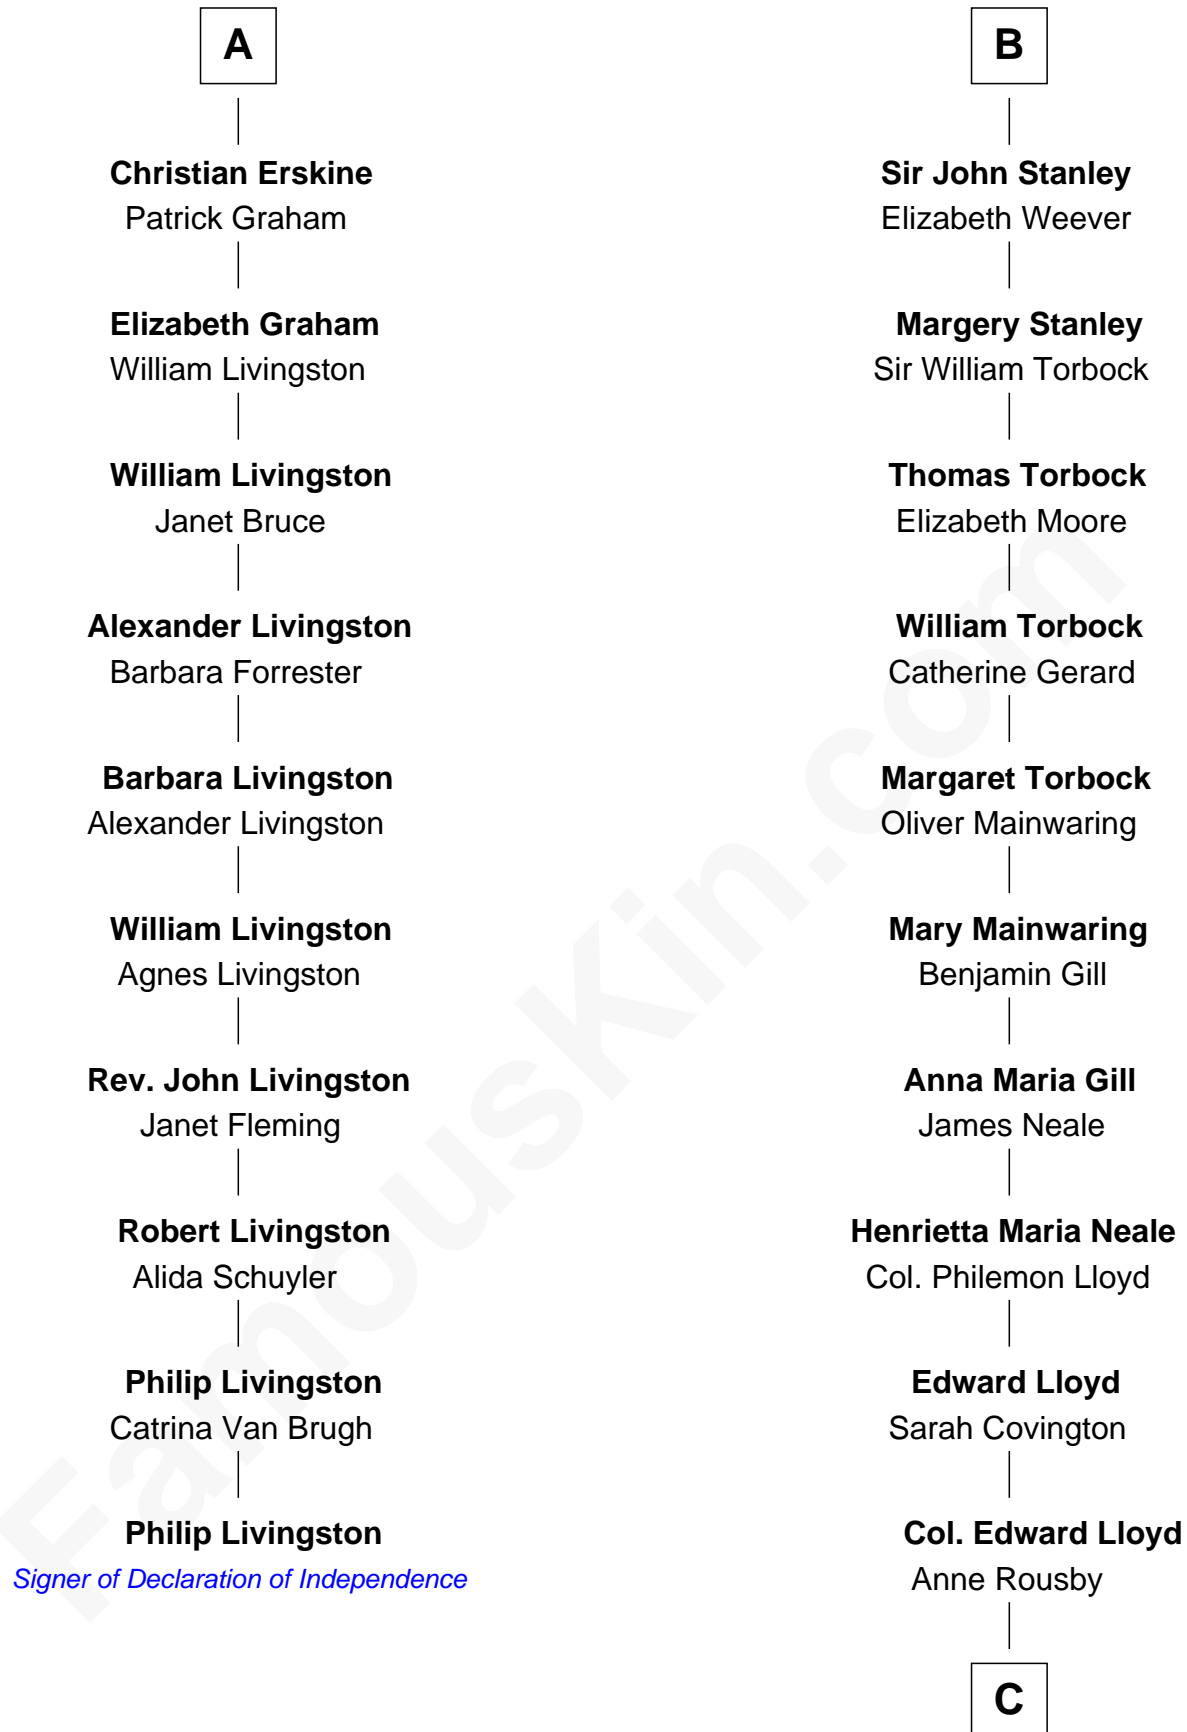 A
Christian Erskine
Patrick Graham
Elizabeth Graham
William Livingston
William Livingston
Janet Bruce
Alexander Livingston
Barbara Forrester
Barbara Livingston
Alexander Livingston
William Livingston
Agnes Livingston
Rev. John Livingston
Janet Fleming
Robert Livingston
Alida Schuyler
Philip Livingston
Catrina Van Brugh
Philip Livingston
Signer of Declaration of Independence
B
Sir John Stanley
Elizabeth Weever
Margery Stanley
Sir William Torbock
Thomas Torbock
Elizabeth Moore
William Torbock
Catherine Gerard
Margaret Torbock
Oliver Mainwaring
Mary Mainwaring
Benjamin Gill
Anna Maria Gill
James Neale
Henrietta Maria Neale
Col. Philemon Lloyd
Edward Lloyd
Sarah Covington
Col. Edward Lloyd
Anne Rousby
C
FamousKin.com